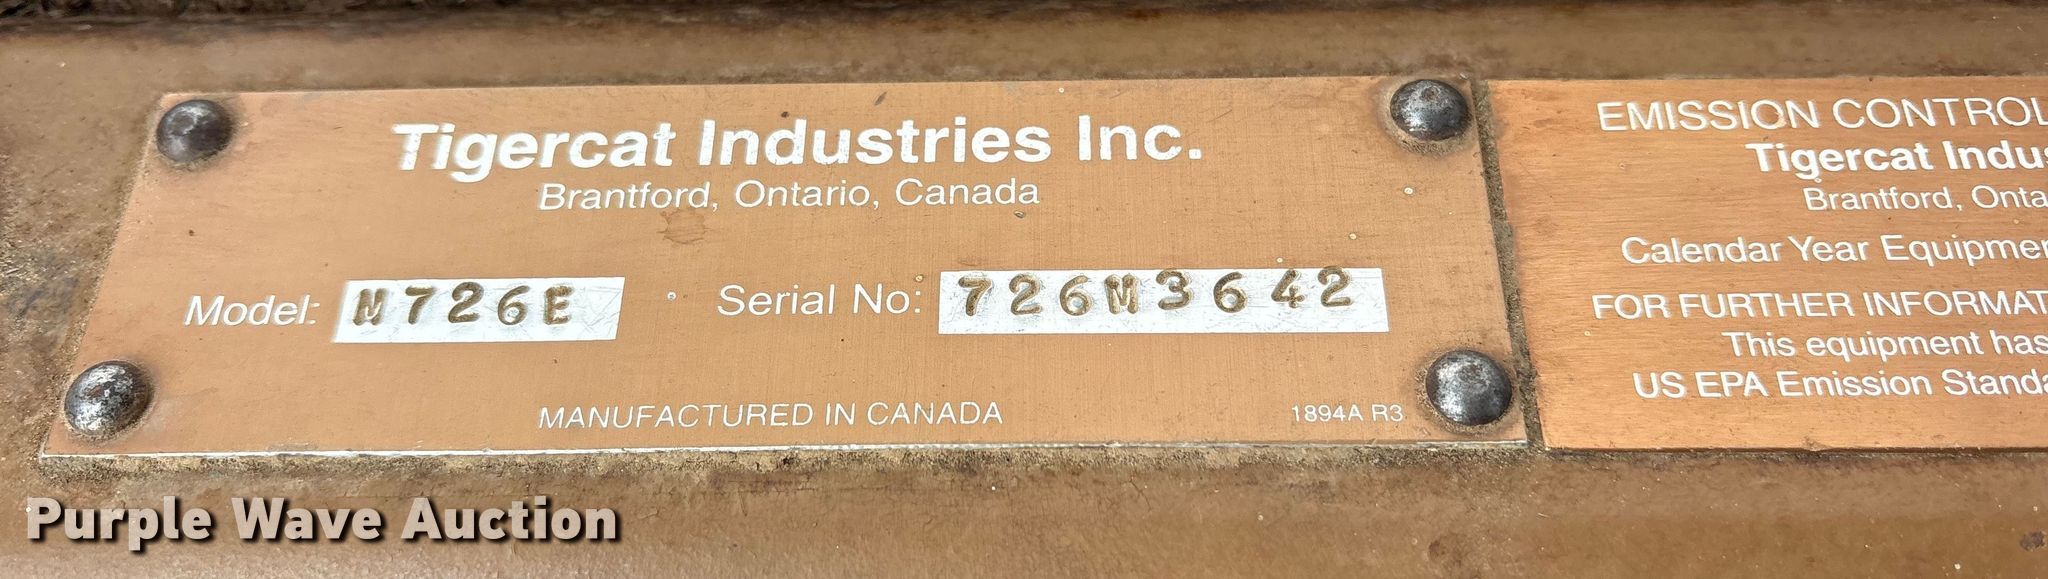 Tigercat Industries Inc.
Brantford, Ontario, Canada
Model: M726E
Serial No: 726M3642
MANUFACTURED IN CANADA
1894A R3
EMISSION CONTROL
Tigercat Indus
Brantford, Onta
Calendar Year Equipmen
FOR FURTHER INFORMAT
This equipment has
US EPA Emission Standa
Purple Wave Auction